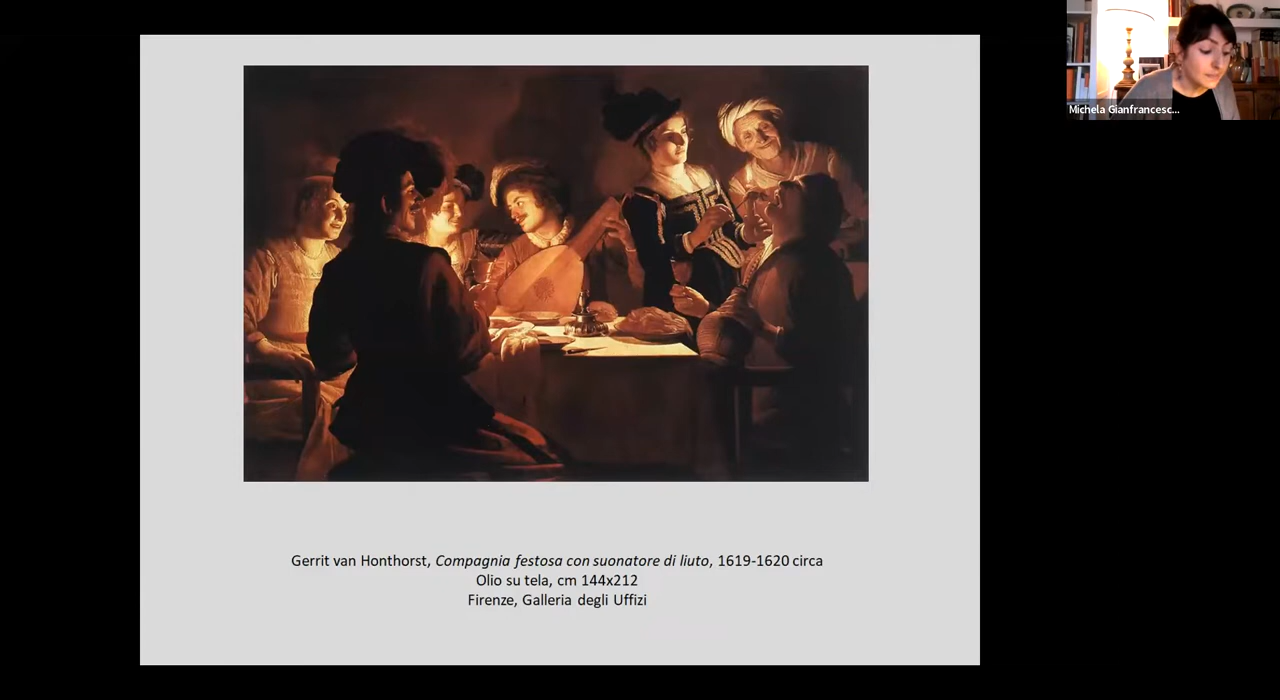 Michela Gianfrancesc...
Gerrit van Honthorst, Compagnia festosa con suonatore di liuto, 1619-1620 circa
Olio su tela, cm 144x212
Firenze, Galleria degli Uffizi